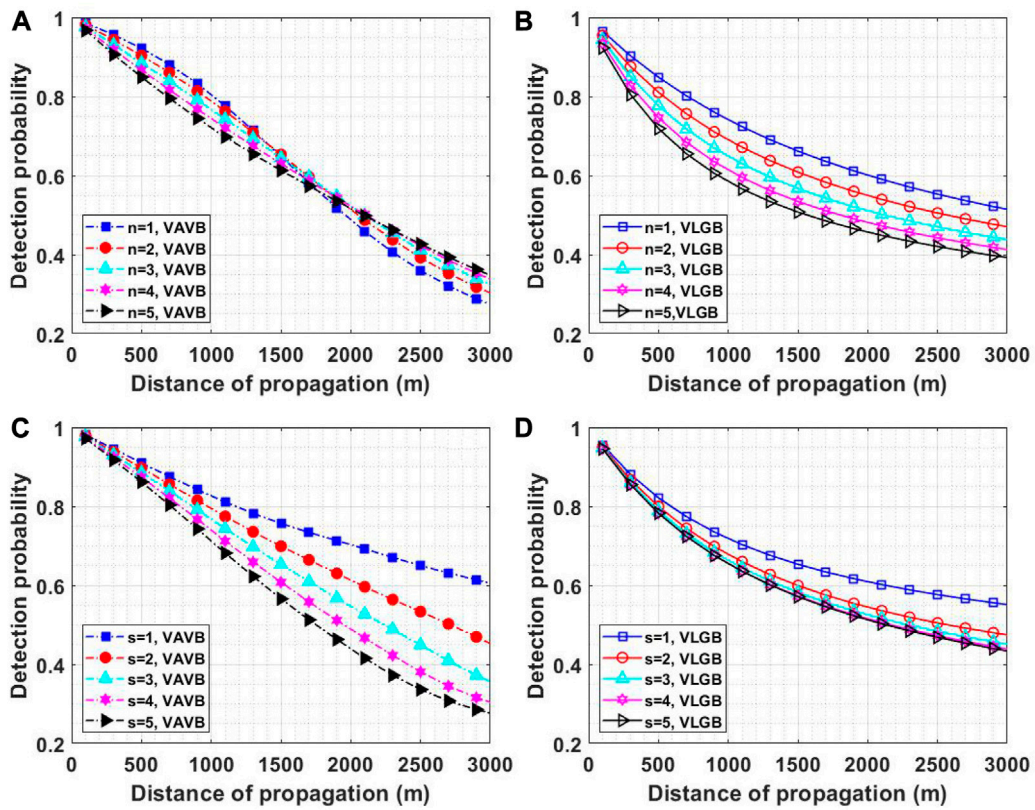 A
Detection probability
1
0.8
0.6
0.4
0.2
n=1, VAVB
n=2, VAVB
n=3, VAVB
n=4, VAVB
n=5, VAVB
0 500 1000 1500 2000 2500 3000
Distance of propagation (m)
B
Detection probability
1
0.8
0.6
0.4
0.2
n=1, VLGB
n=2, VLGB
n=3, VLGB
n=4, VLGB
n=5,VLGB
0 500 1000 1500 2000 2500 3000
Distance of propagation (m)
C
Detection probability
1
0.8
0.6
0.4
0.2
s=1, VAVB
s=2, VAVB
s=3, VAVB
s=4, VAVB
s=5, VAVB
0 500 1000 1500 2000 2500 3000
Distance of propagation (m)
D
Detection probability
1
0.8
0.6
0.4
0.2
s=1, VLGB
s=2, VLGB
s=3, VLGB
s=4, VLGB
s=5, VLGB
0 500 1000 1500 2000 2500 3000
Distance of propagation (m)